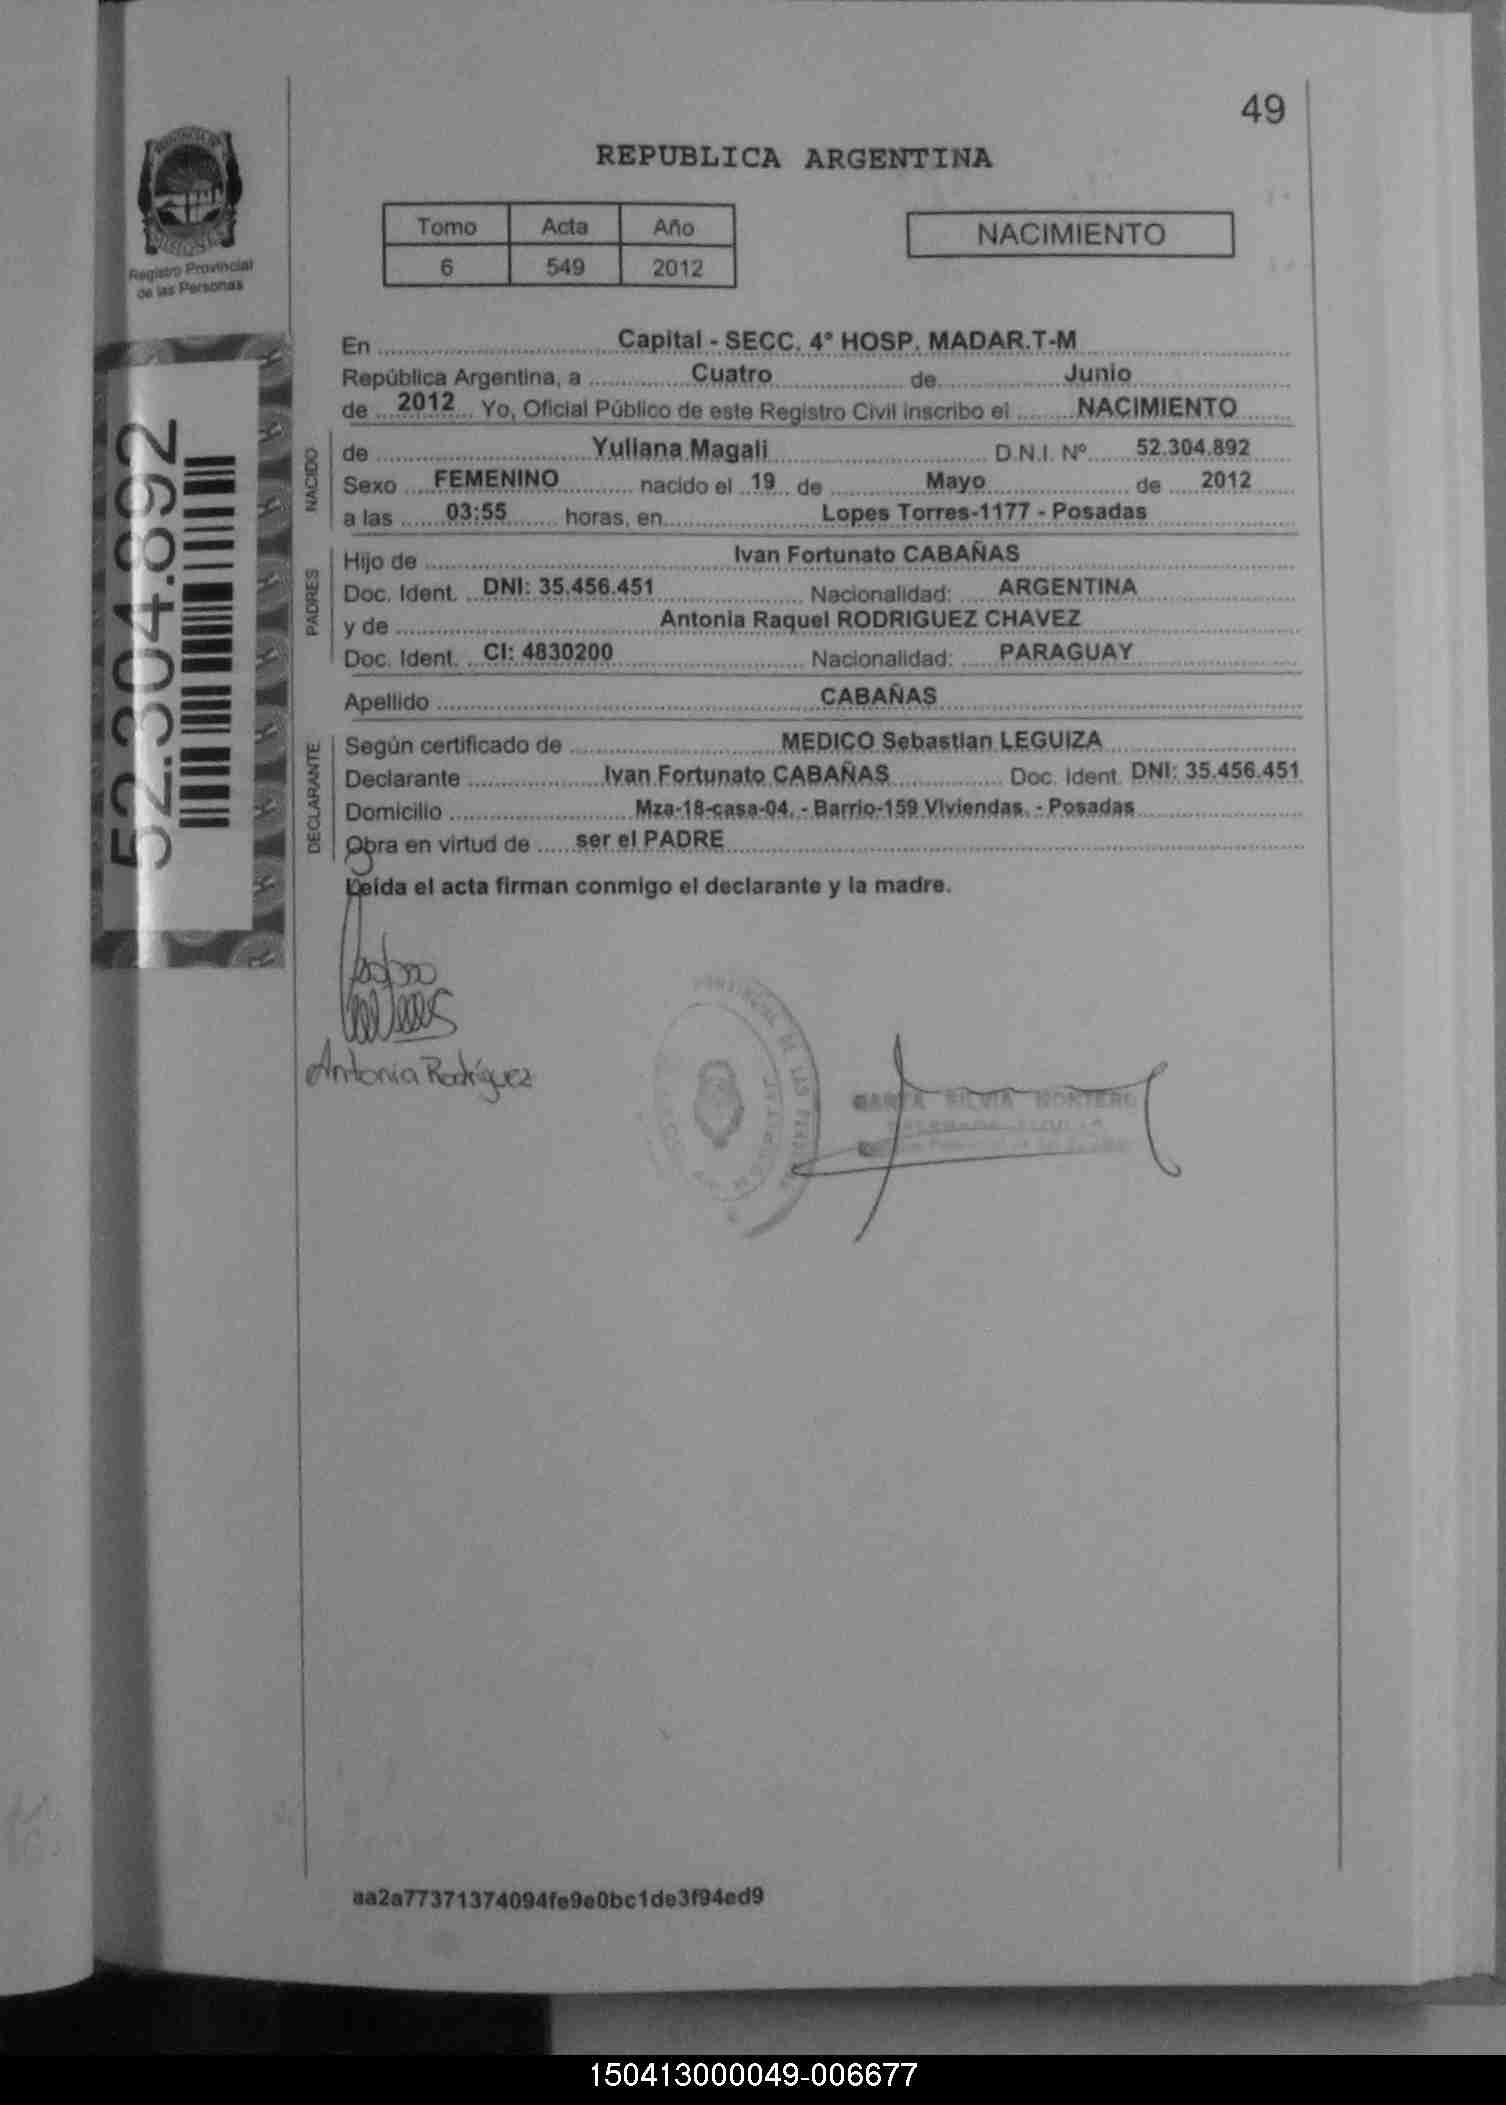 49
REPUBLICA ARGENTINA
Tomo Acta Año
6 549 2012
NACIMIENTO
Registro Provincial
de las Personas
52.304.892
En Capital - SECC. 4° HOSP. MADAR.T-M
República Argentina, a Cuatro de Junio
de 2012 Yo, Oficial Público de este Registro Civil inscribo el NACIMIENTO
NACIDO
de Yuliana Magali D.N.I. Nº 52.304.892
Sexo FEMENINO nacido el 19 de Mayo de 2012
a las 03:55 horas, en Lopes Torres-1177 - Posadas
PADRES
Hijo de Ivan Fortunato CABAÑAS
Doc. Ident. DNI: 35.456.451 Nacionalidad: ARGENTINA
y de Antonia Raquel RODRIGUEZ CHAVEZ
Doc. Ident. CI: 4830200 Nacionalidad: PARAGUAY
Apellido CABAÑAS
DECLARANTE
Según certificado de MEDICO Sebastian LEGUIZA
Declarante Ivan Fortunato CABAÑAS Doc. Ident. DNI: 35.456.451
Domicilio Mza-18-casa-04. - Barrio-159 Viviendas. - Posadas
Obra en virtud de ser el PADRE
Leída el acta firman conmigo el declarante y la madre.
Antonia Rodríguez
DE LAS
SILVIA MONTERO
aa2a77371374094fe9e0bc1de3f94ed9
150413000049-006677